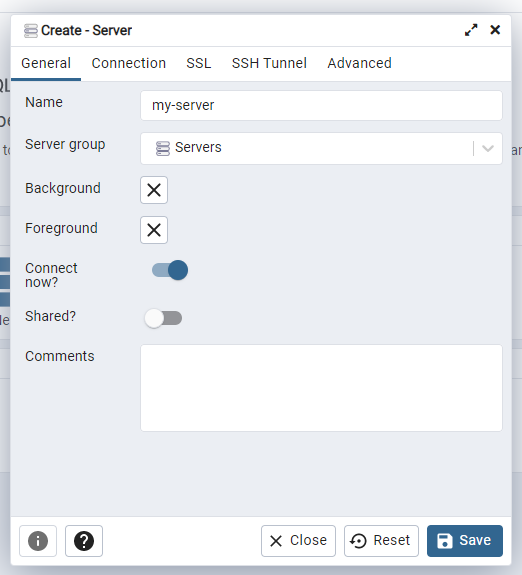 Create - Server
General Connection SSL SSH Tunnel Advanced
Name my-server
Server group Servers
Background
Foreground
Connect
now?
Shared?
Comments
Close Reset Save